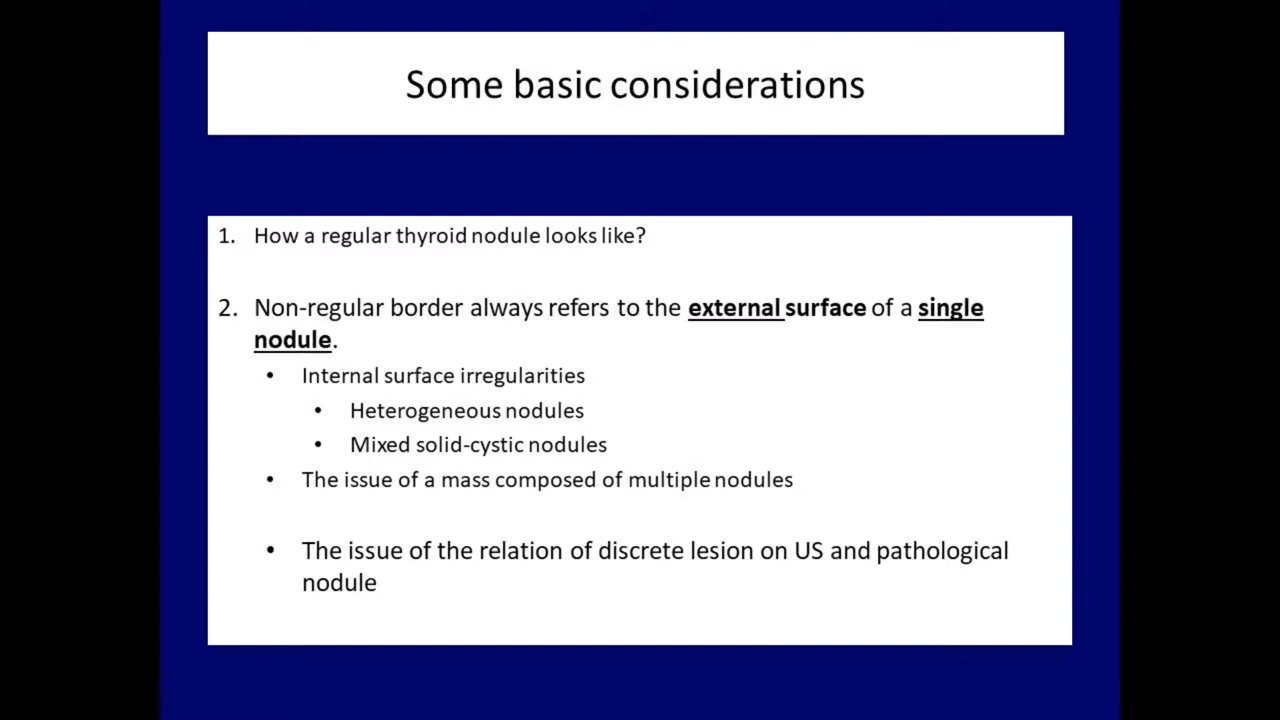 Some basic considerations
1. How a regular thyroid nodule looks like?
2. Non-regular border always refers to the external surface of a single
nodule.
• Internal surface irregularities
• Heterogeneous nodules
• Mixed solid-cystic nodules
• The issue of a mass composed of multiple nodules
• The issue of the relation of discrete lesion on US and pathological
nodule